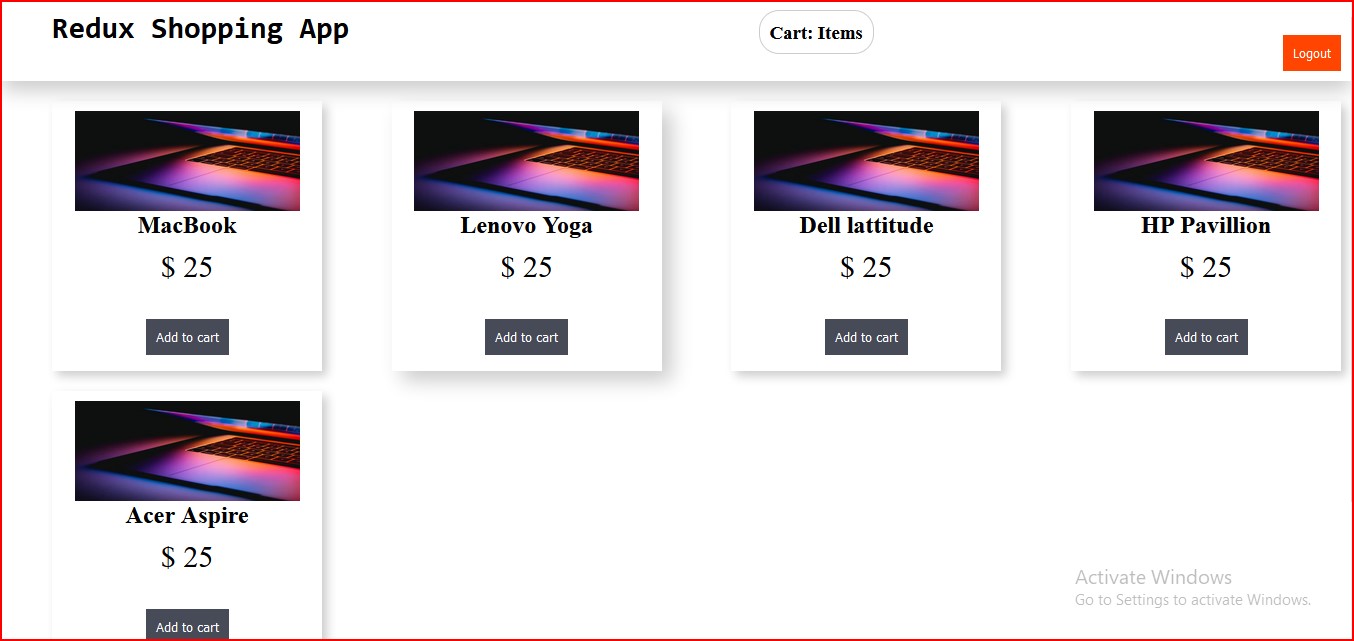 Redux Shopping App
Cart: Items
Logout
MacBook
$ 25
Add to cart
Lenovo Yoga
$ 25
Add to cart
Dell lattitude
$ 25
Add to cart
HP Pavillion
$ 25
Add to cart
Acer Aspire
$ 25
Add to cart
Activate Windows
Go to Settings to activate Windows.